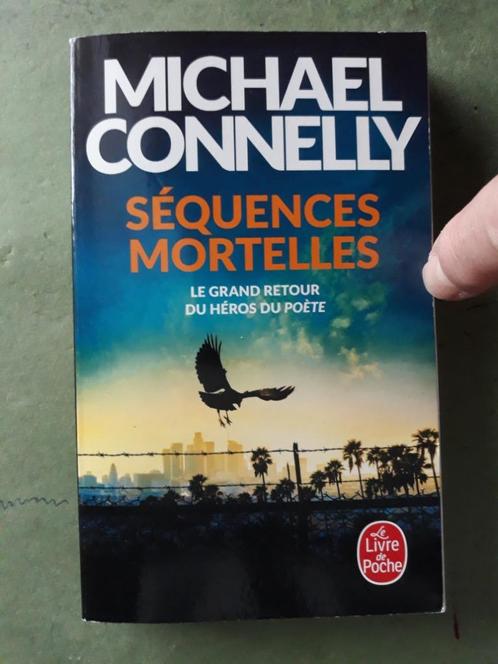 MICHAEL
CONNELLY
SÉQUENCES
MORTELLES
LE GRAND RETOUR
DU HÉROS DU POÈTE
Le
Livre
de
Poche